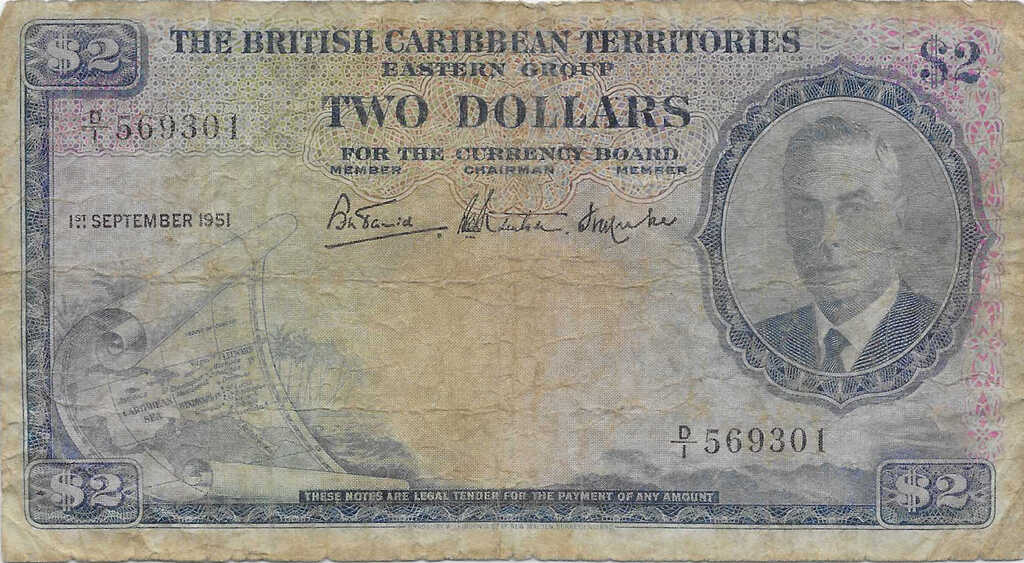 $2
THE BRITISH CARIBBEAN TERRITORIES
$2
EASTERN GROUP
TWO DOLLARS
D/1 569301
FOR THE CURRENCY BOARD
MEMBER CHAIRMAN MEMBER
1ST SEPTEMBER 1951
CARIBBEAN
SEA
D/1 569301
$2
THESE NOTES ARE LEGAL TENDER FOR THE PAYMENT OF ANY AMOUNT
$2